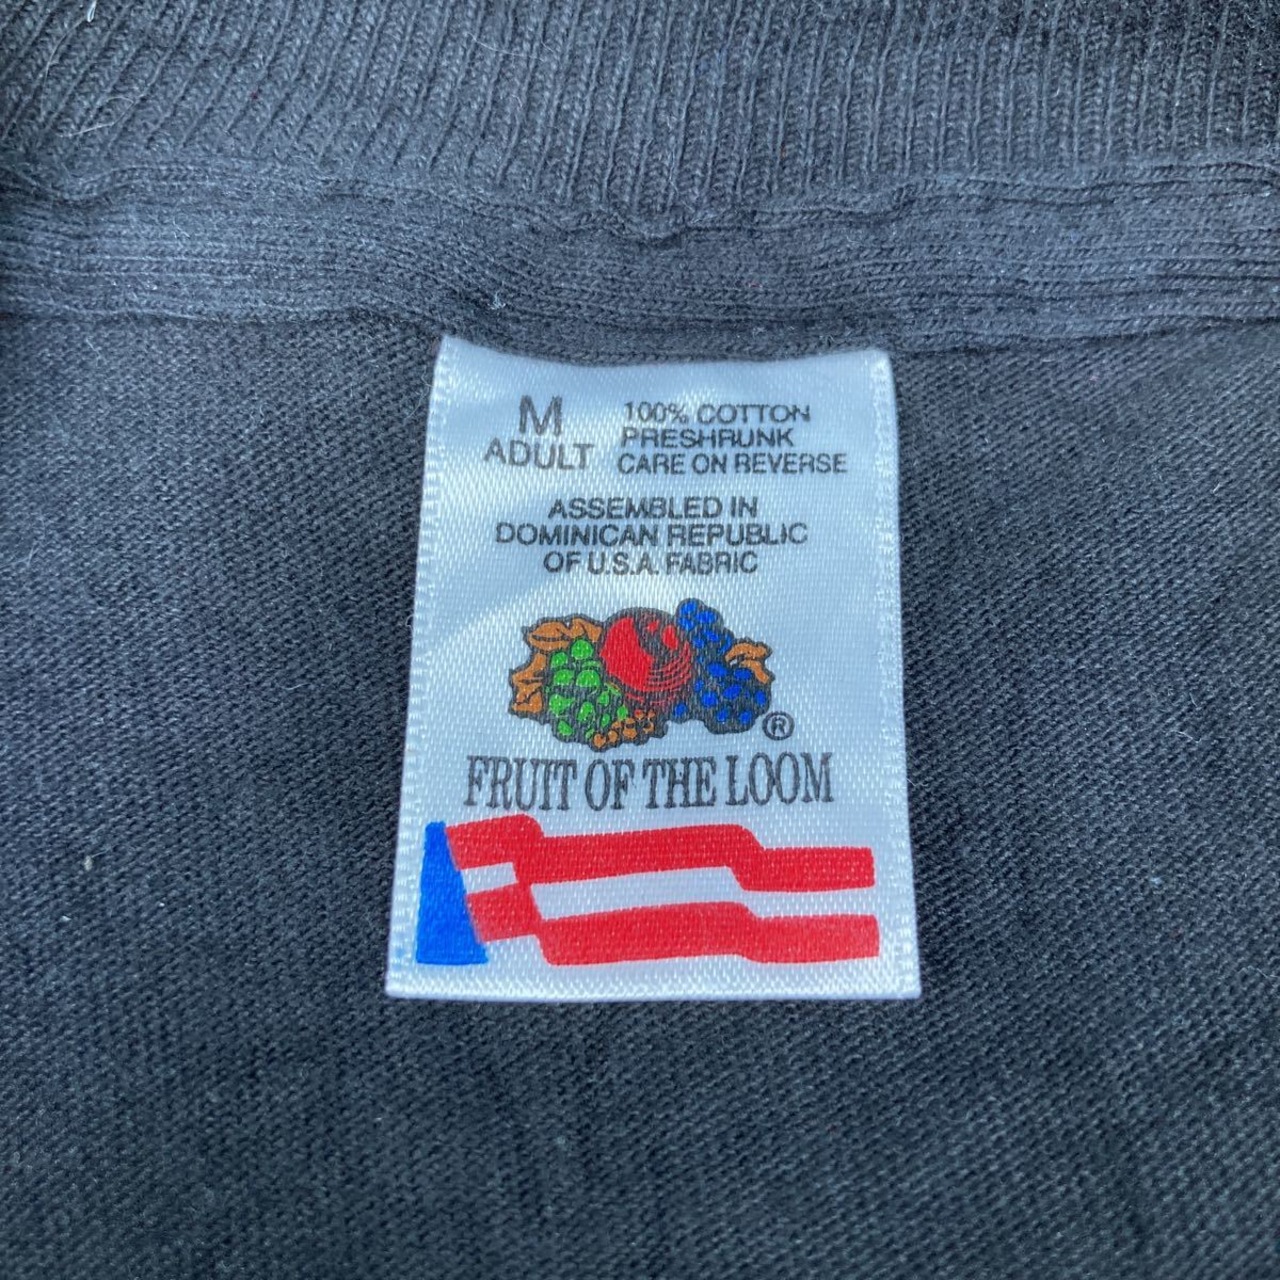 M
ADULT
100% COTTON
PRESHRUNK
CARE ON REVERSE
ASSEMBLED IN
DOMINICAN REPUBLIC
OF U.S.A. FABRIC
®
FRUIT OF THE LOOM